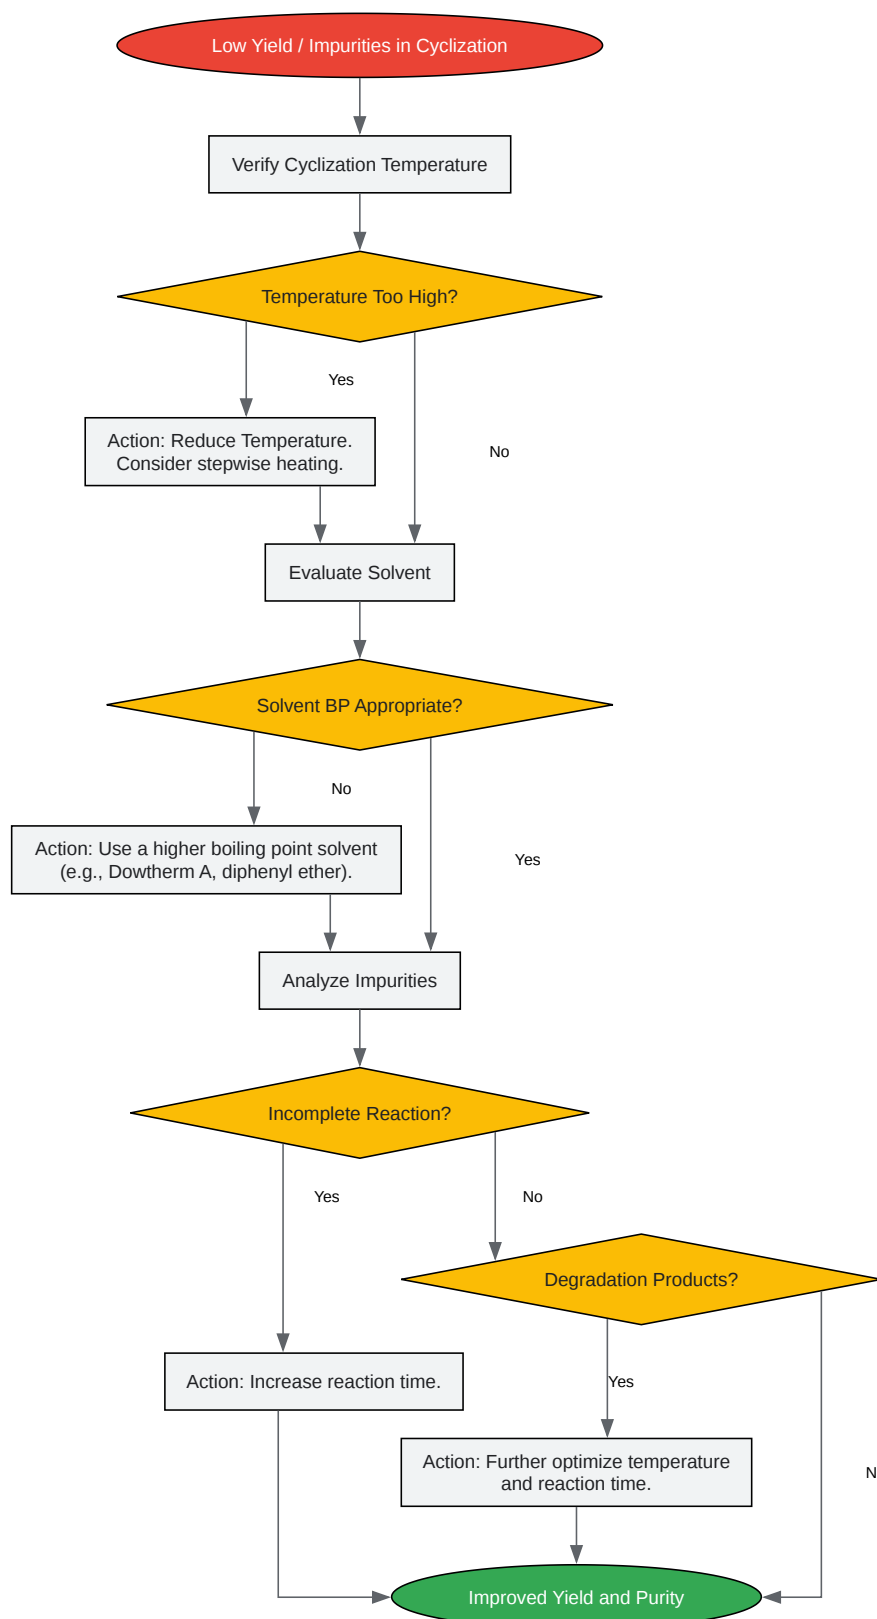 Low Yield / Impurities in Cyclization
Verify Cyclization Temperature
Temperature Too High?
Yes
Action: Reduce Temperature.
Consider stepwise heating.
No
Evaluate Solvent
Solvent BP Appropriate?
No
Action: Use a higher boiling point solvent
(e.g., Dowtherm A, diphenyl ether).
Yes
Analyze Impurities
Incomplete Reaction?
Yes
No
Degradation Products?
Action: Increase reaction time.
Yes
Action: Further optimize temperature
and reaction time.
N
Improved Yield and Purity